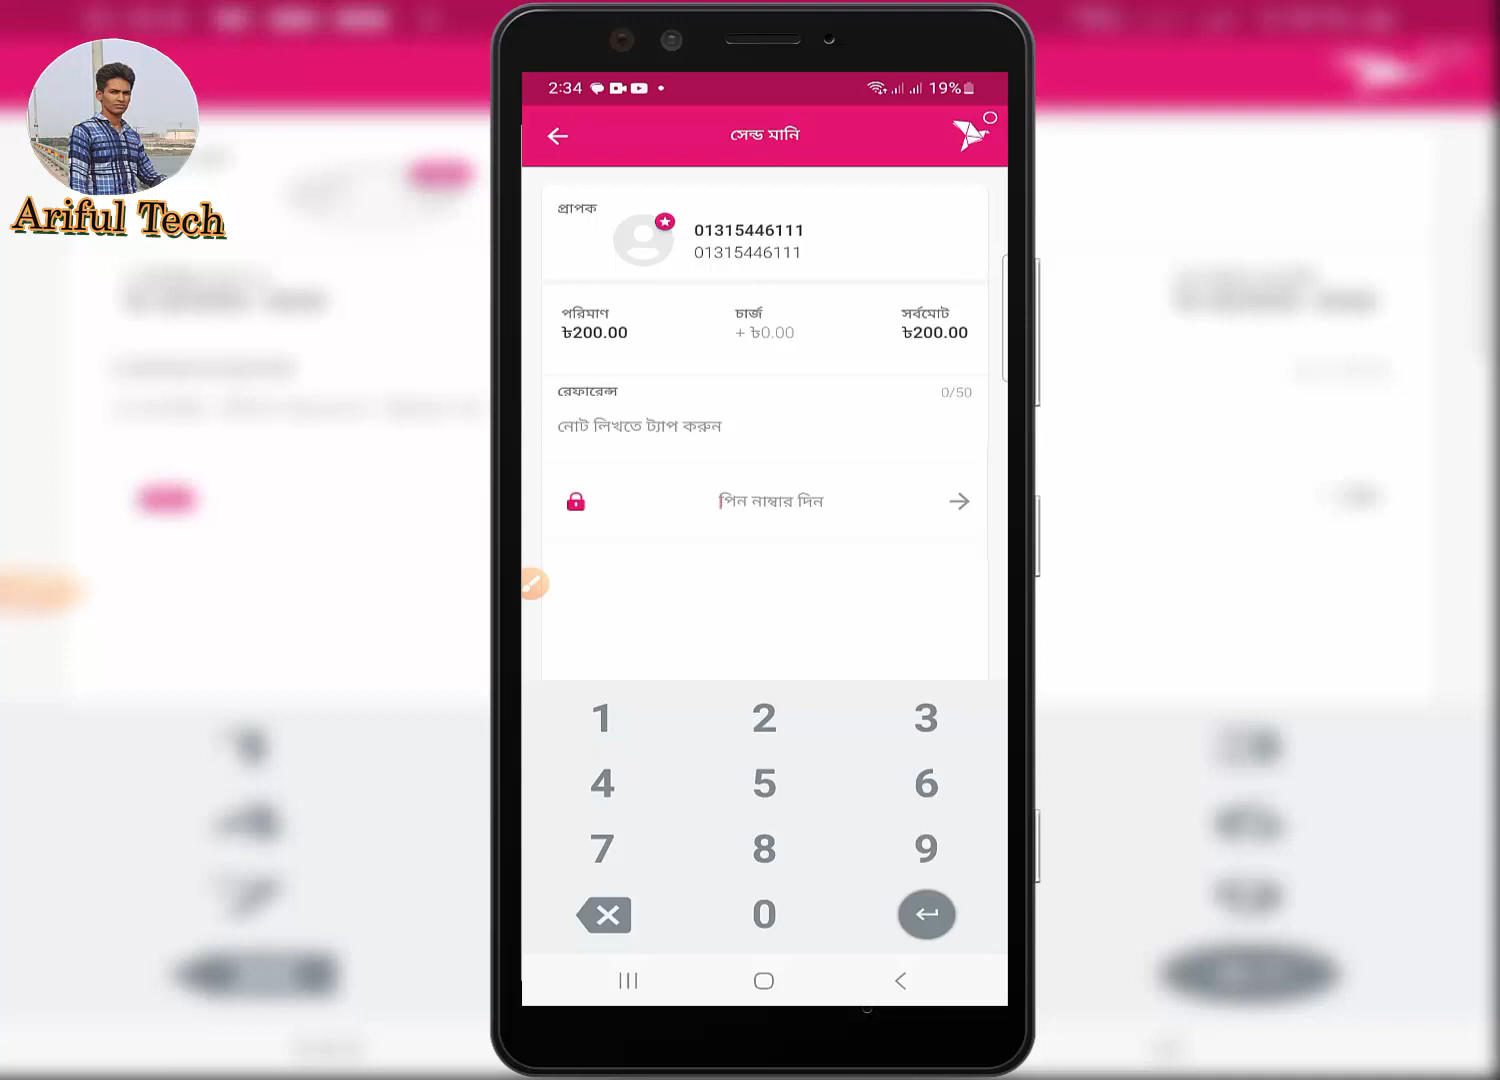 Ariful Tech
2:34 19%
সেন্ড মানি
প্রাপক
01315446111
01315446111
পরিমাণ চার্জ সর্বমোট
৳200.00 + ৳0.00 ৳200.00
রেফারেন্স 0/50
নোট লিখতে ট্যাপ করুন
পিন নাম্বার দিন
1 2 3
4 5 6
7 8 9
0